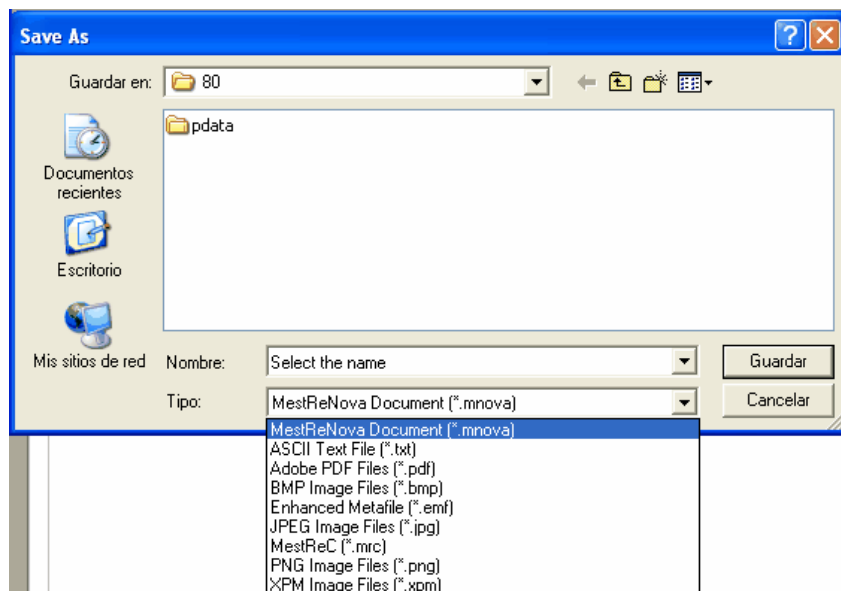 Save As
Guardar en:
80
pdata
Documentos
recientes
Escritorio
Mis sitios de red
Nombre:
Select the name
Guardar
Tipo:
MestReNova Document (*.mnova)
Cancelar
MestReNova Document (*.mnova)
ASCII Text File (*.txt)
Adobe PDF Files (*.pdf)
BMP Image Files (*.bmp)
Enhanced Metafile (*.emf)
JPEG Image Files (*.jpg)
MestReC (*.mrc)
PNG Image Files (*.png)
XPM Image Files (*.xpm)